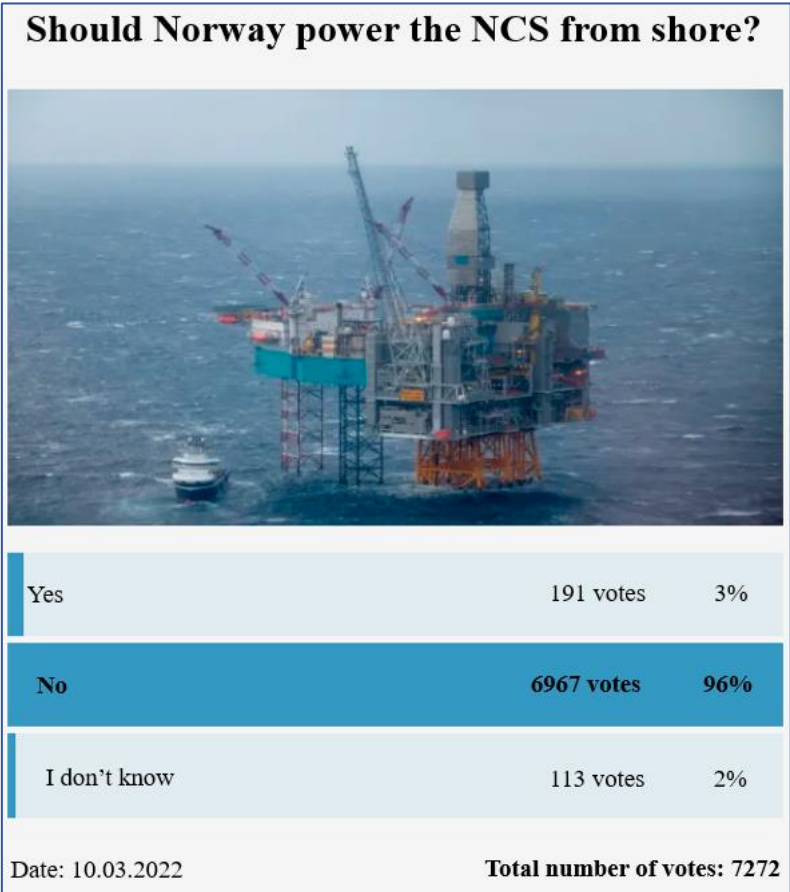 Should Norway power the NCS from shore?
Yes 191 votes 3%
No 6967 votes 96%
I don't know 113 votes 2%
Date: 10.03.2022 Total number of votes: 7272